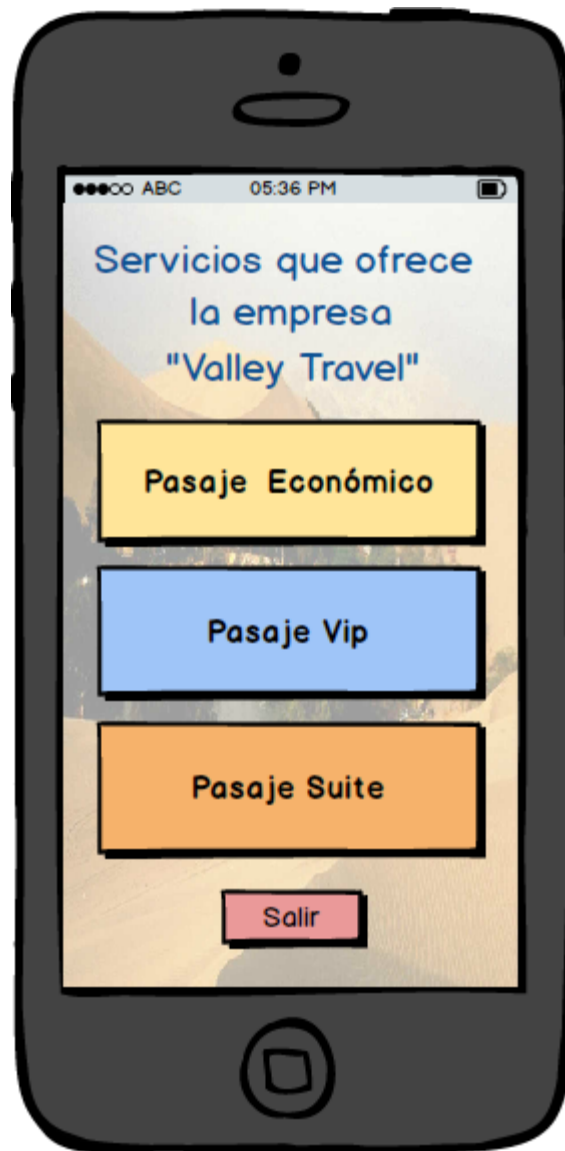 ABC 05:36 PM
Servicios que ofrece
la empresa
"Valley Travel"
Pasaje Económico
Pasaje Vip
Pasaje Suite
Salir